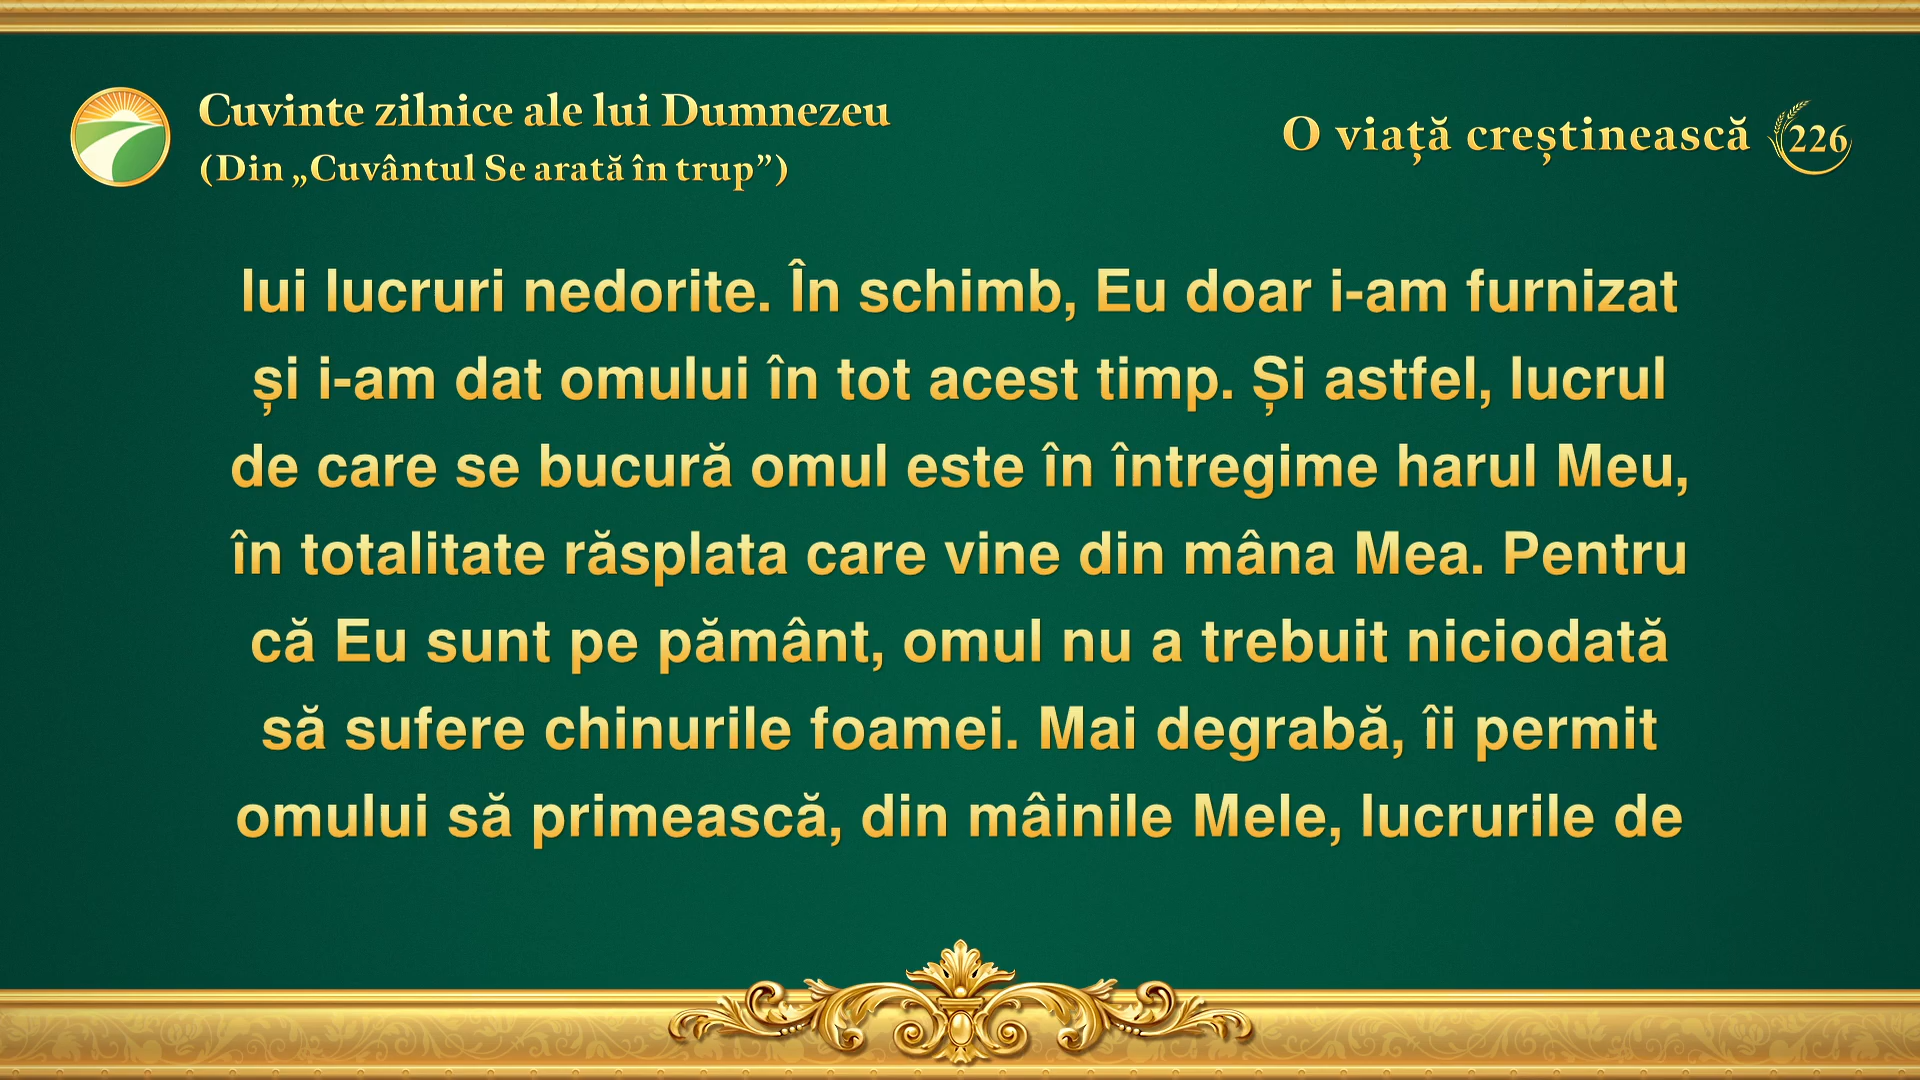 Cuvinte zilnice ale lui Dumnezeu
(Din „Cuvântul Se arată în trup”)
O viață creștinească 226
lui lucruri nedorite. În schimb, Eu doar i-am furnizat
și i-am dat omului în tot acest timp. Și astfel, lucrul
de care se bucură omul este în întregime harul Meu,
în totalitate răsplata care vine din mâna Mea. Pentru
că Eu sunt pe pământ, omul nu a trebuit niciodată
să sufere chinurile foamei. Mai degrabă, îi permit
omului să primească, din mâinile Mele, lucrurile de